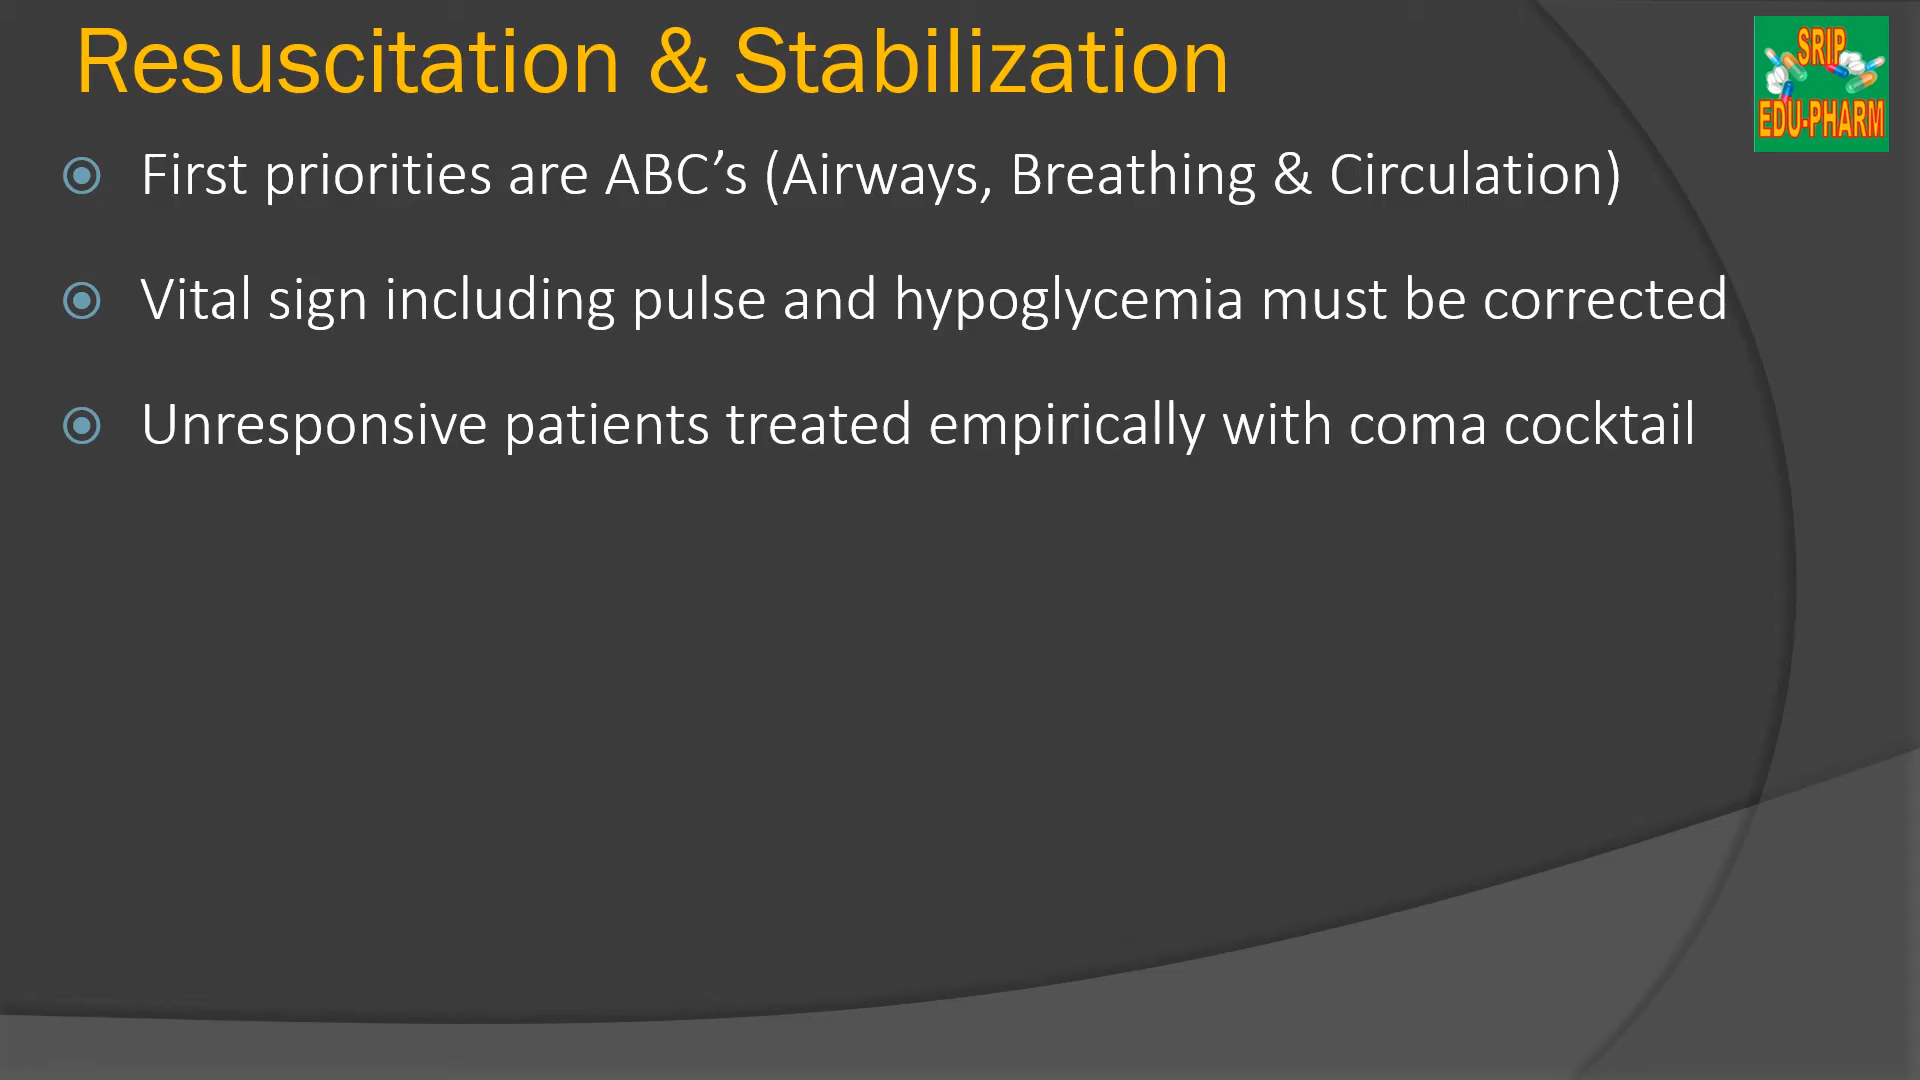 Resuscitation & Stabilization
SRIP
EDU-PHARM
First priorities are ABC’s (Airways, Breathing & Circulation)
Vital sign including pulse and hypoglycemia must be corrected
Unresponsive patients treated empirically with coma cocktail